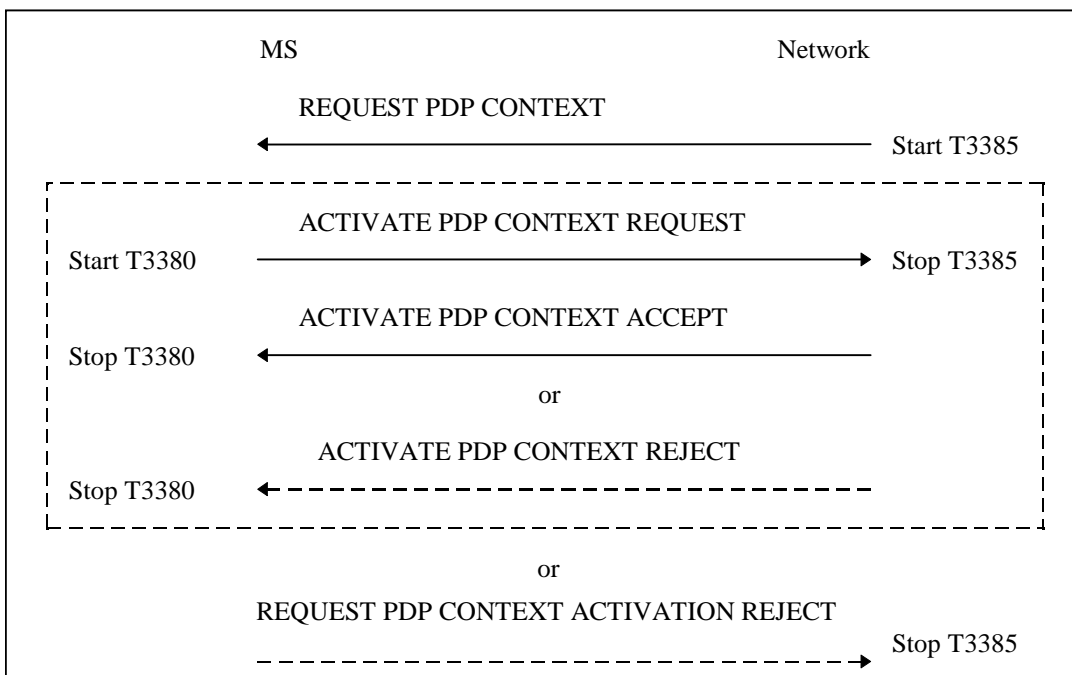 MS Network
REQUEST PDP CONTEXT
Start T3385
ACTIVATE PDP CONTEXT REQUEST
Start T3380 Stop T3385
ACTIVATE PDP CONTEXT ACCEPT
Stop T3380
or
ACTIVATE PDP CONTEXT REJECT
Stop T3380
or
REQUEST PDP CONTEXT ACTIVATION REJECT
Stop T3385